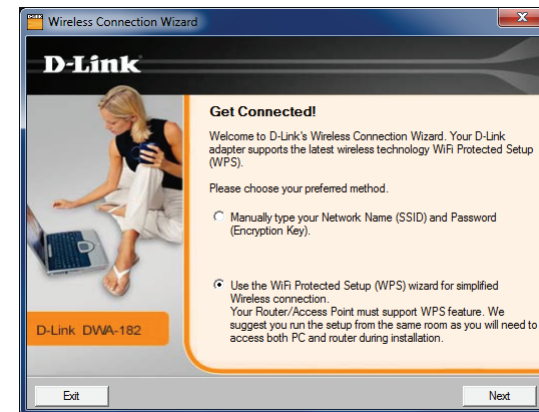 Wireless Connection Wizard
D-Link
Get Connected!
Welcome to D-Link's Wireless Connection Wizard. Your D-Link
adapter supports the latest wireless technology WiFi Protected Setup
(WPS).
Please choose your preferred method.
Manually type your Network Name (SSID) and Password
(Encryption Key).
Use the WiFi Protected Setup (WPS) wizard for simplified
Wireless connection.
Your Router/Access Point must support WPS feature. We
suggest you run the setup from the same room as you will need to
access both PC and router during installation.
D-Link DWA-182
Exit
Next